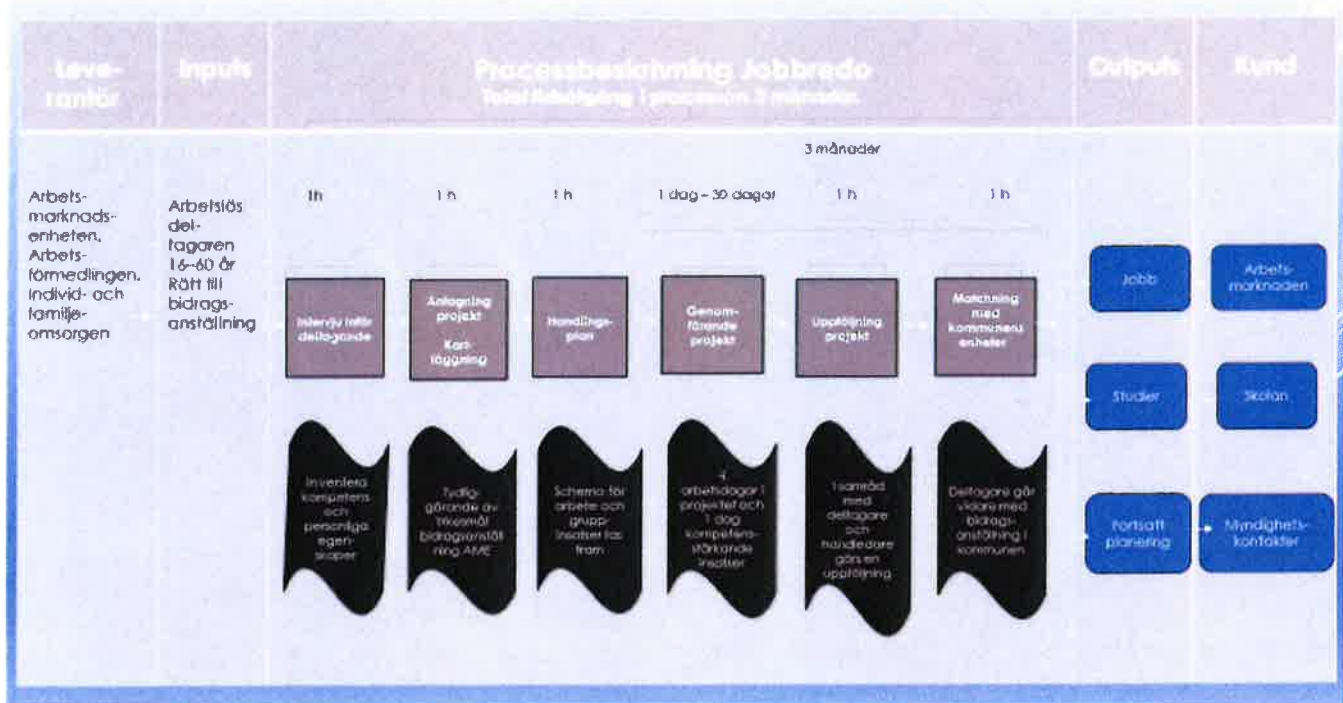 Leve-
rantör
Inputs
Processbeskrivning Jobbredo
Total tidsåtgång i processen 3 månader.
Outputs
Kund
Arbets-
marknads-
enheten,
Arbets-
förmedlingen,
Individ- och
familje-
omsorgen
Arbetslös
del-
tagaren
16-60 år
Rätt till
bidrags-
anställning
3 månader
1h
1 h
1 h
1 dag – 30 dagar
1 h
1 h
Intervju inför
deltagande
Antagning
projekt
Kart-
läggning
Handlings-
plan
Genom-
förande
projekt
Uppföljning
projekt
Matchning
med
kommunens
enheter
Inventera
kompetens
och
personliga
egen-
skaper
Tydlig-
görande av
bidragsanställ
ning AME
Schema för
arbete och
grupp-
insatser tas
fram
4
arbetsdagar i
projektet och
1 dag
kompetens-
stärkande
insatser
I samråd
med
deltagare
och
handledare
görs en
uppföljning
Deltagare går
vidare med
bidrags-
anställning i
kommunen
Jobb
Studier
Fortsatt
planering
Arbets-
marknaden
Skolan
Myndighets-
kontakter